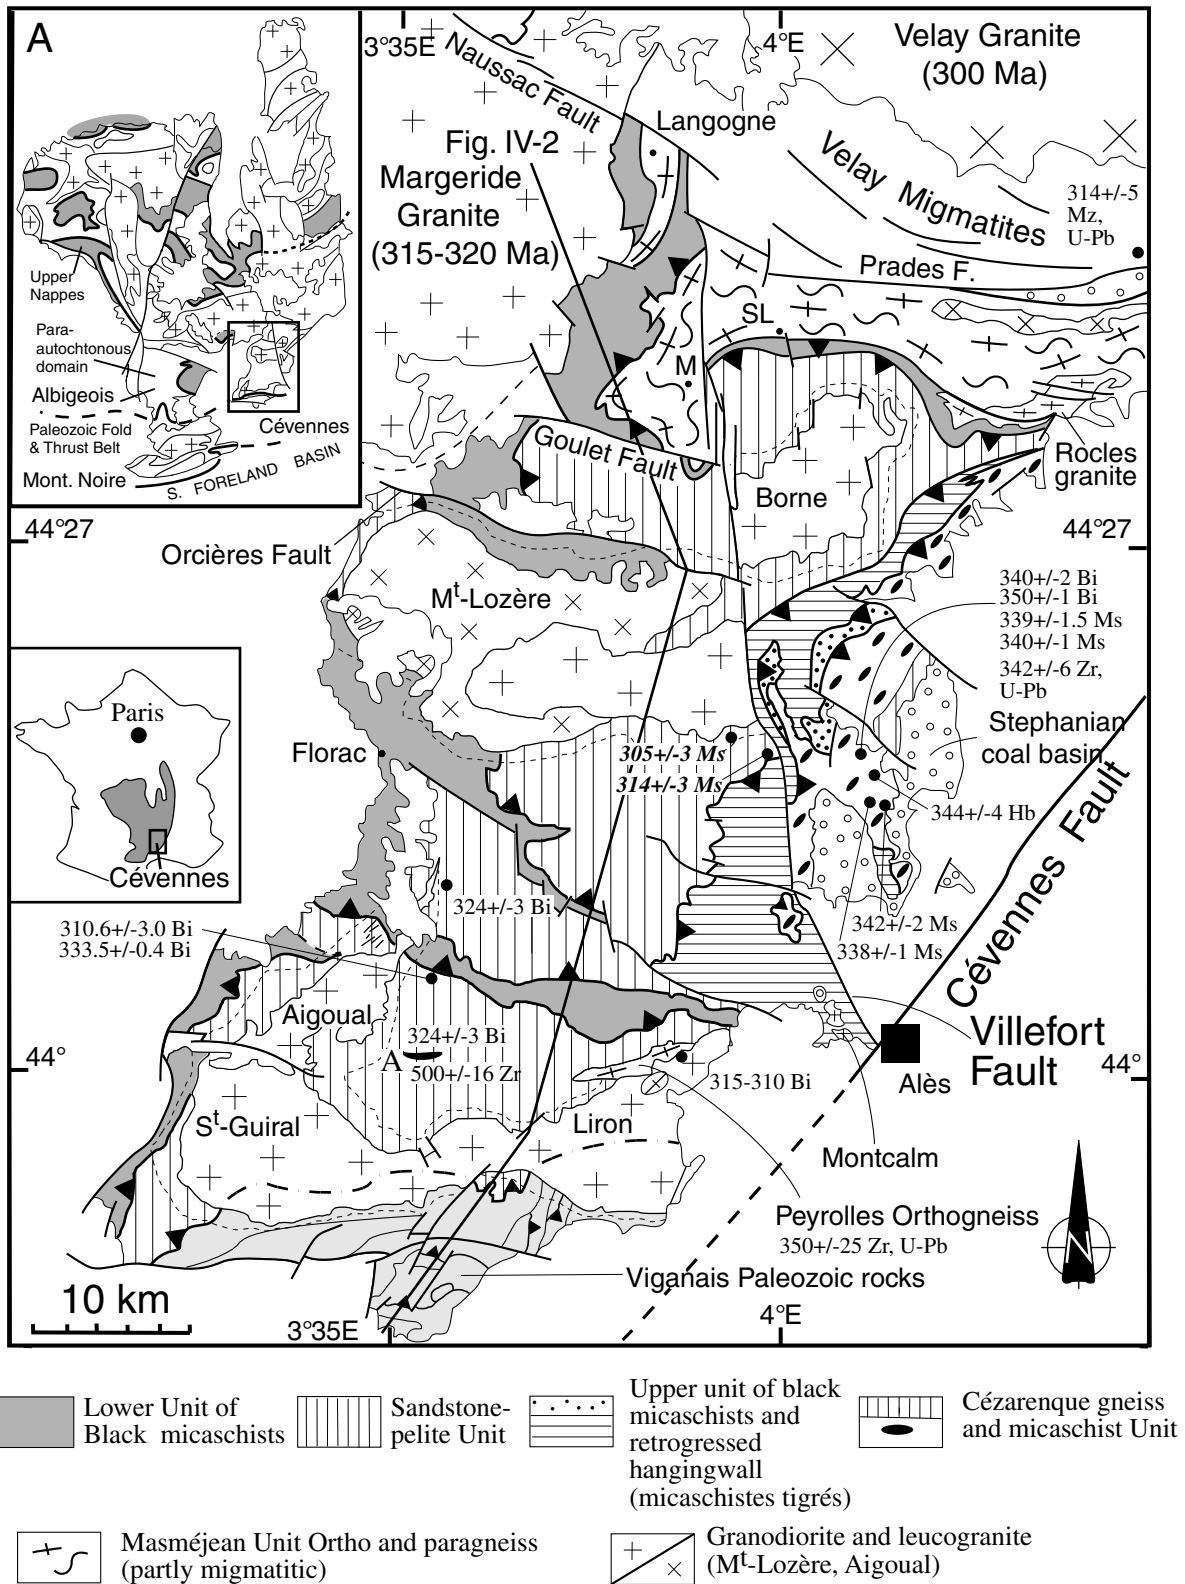 A
3°35E
4°E
Velay Granite
(300 Ma)
Naussac Fault
Langogne
Fig. IV-2
Margeride
Granite
(315-320 Ma)
Velay Migmatites
314+/-5
Mz,
U-Pb
Prades F.
SL
M
Upper
Nappes
Para-
autochtonous
domain
Albigeois
Paleozoic Fold
& Thrust Belt
Cévennes
Mont. Noire
S. FORELAND BASIN
Goulet Fault
Borne
Rocles
granite
44°27
44°27
Orcières Fault
Mt-Lozère
340+/-2 Bi
350+/-1 Bi
339+/-1.5 Ms
340+/-1 Ms
342+/-6 Zr,
U-Pb
Paris
Cévennes
Florac
Stephanian
coal basin
305+/-3 Ms
314+/-3 Ms
344+/-4 Hb
Cévennes Fault
324+/-3 Bi
342+/-2 Ms
338+/-1 Ms
310.6+/-3.0 Bi
333.5+/-0.4 Bi
Aigoual
324+/-3 Bi
A
500+/-16 Zr
Villefort
Fault
44°
44°
315-310 Bi
Alès
St-Guiral
Liron
Montcalm
Peyrolles Orthogneiss
350+/-25 Zr, U-Pb
Viganais Paleozoic rocks
10 km
3°35E
4°E
N
Lower Unit of
Black micaschists
Sandstone-
pelite Unit
Upper unit of black
micaschists and
retrogressed
hangingwall
(micaschistes tigrés)
Cézarenque gneiss
and micaschist Unit
Masméjean Unit Ortho and paragneiss
(partly migmatitic)
Granodiorite and leucogranite
(Mt-Lozère, Aigoual)